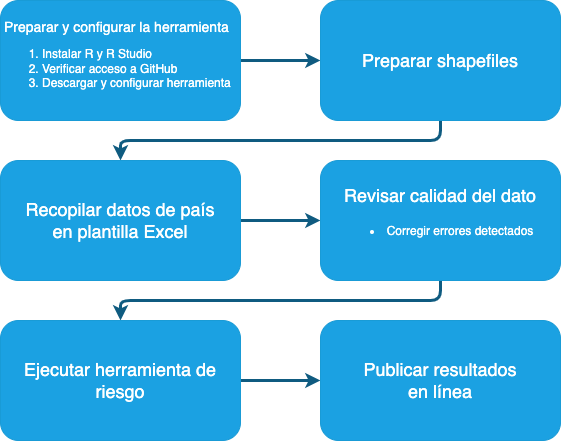 Preparar y configurar la herramienta
1. Instalar R y R Studio
2. Verificar acceso a GitHub
3. Descargar y configurar herramienta
Preparar shapefiles
Recopilar datos de país
en plantilla Excel
Revisar calidad del dato
• Corregir errores detectados
Ejecutar herramienta de
riesgo
Publicar resultados
en línea